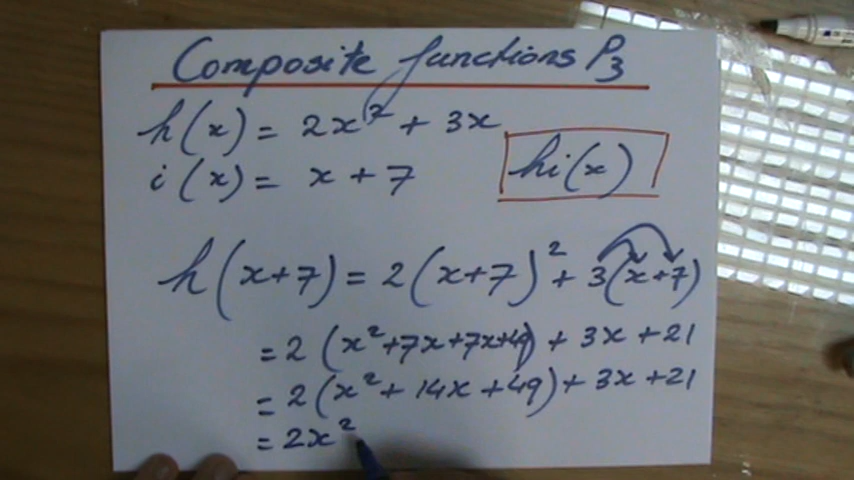 Composite functions P3
h(x) = 2x² + 3x
i(x) = x + 7
hi(x)
h(x+7) = 2(x+7)² + 3(x+7)
= 2(x²+7x+7x+49) + 3x + 21
= 2(x² + 14x + 49) + 3x + 21
= 2x²